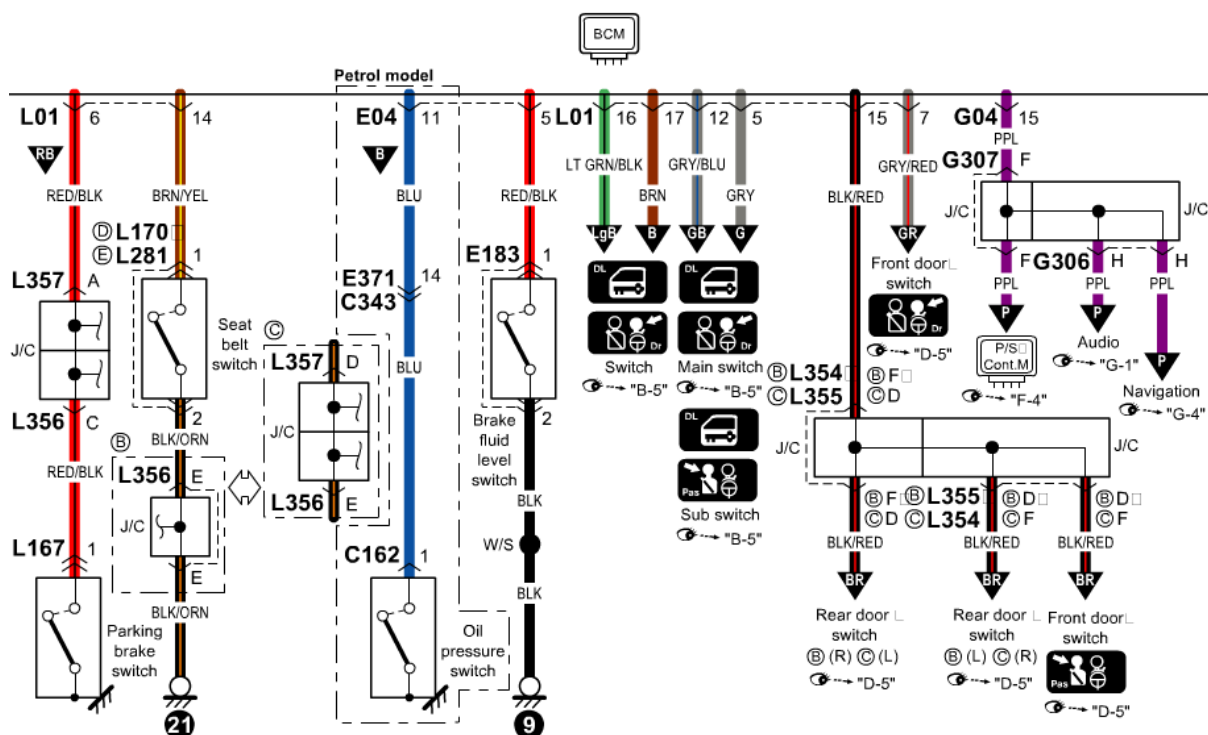 BCM
Petrol model
L01 6 14 E04 11 5 L01 16 17 12 5 15 7 G04 15
RB B
PPL
G307 F
RED/BLK BRN/YEL BLU RED/BLK
LT GRN/BLK BRN GRY/BLU GRY BLK/RED GRY/RED
J/C J/C
LgB B GB G GR
Ⓓ L170
Ⓔ L281 1
E183 1
F G306 H H
PPL PPL PPL
L357 A
E371 14
C343
DL DL
Dr Dr
Front door
switch
Dr
"D-5"
P P P
P/S
Cont.M
"F-4"
Audio
"G-1"
Navigation
"G-4"
J/C
Seat
belt
switch
Ⓒ
L357 D
BLU
Switch
"B-5"
Main switch
"B-5"
Ⓑ L354 Ⓑ F
Ⓒ L355 Ⓒ D
L356 C
2
BLK/ORN
J/C
2
Brake
fluid
level
switch
DL
Pas
Sub switch
"B-5"
J/C J/C
RED/BLK
Ⓑ
L356 E
J/C
E
L356 E
BLK
W/S
BLK
Ⓑ F Ⓑ L355 Ⓑ D Ⓑ D
Ⓒ D Ⓒ L354 Ⓒ F Ⓒ F
BLK/RED BLK/RED BLK/RED
BR BR BR
L167 1
C162 1
BLK/ORN
Parking
brake
switch
Oil
pressure
switch
Rear door
switch
Ⓑ (R) Ⓒ (L)
"D-5"
Rear door
switch
Ⓑ (L) Ⓒ (R)
"D-5"
Front door
switch
Pas
"D-5"
21 9